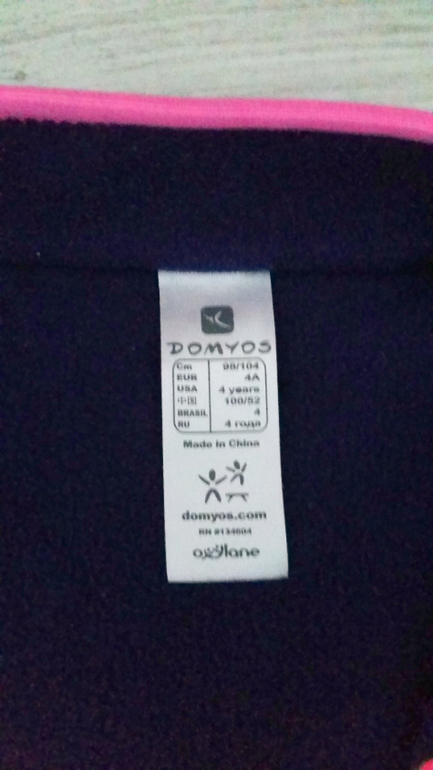 DOMYOS
Cm 98/104
EUR 4A
USA 4 years
中国 100/52
BRASIL 4
RU 4 года
Made in China
domyos.com
RN #134604
oxylane